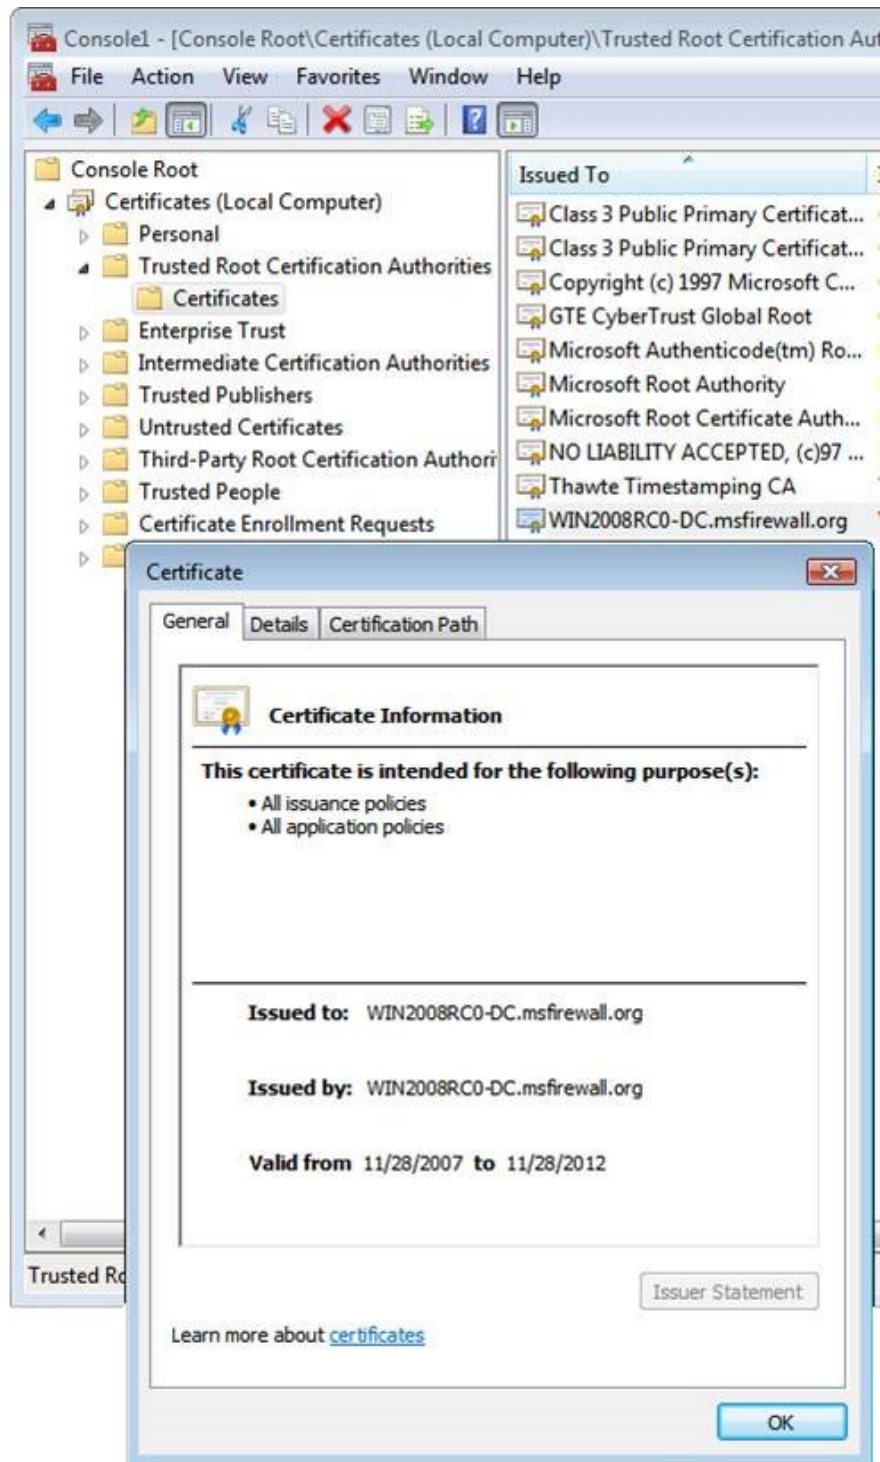 Console1 - [Console Root\Certificates (Local Computer)\Trusted Root Certification Aut
File Action View Favorites Window Help
Console Root
Certificates (Local Computer)
Personal
Trusted Root Certification Authorities
Certificates
Enterprise Trust
Intermediate Certification Authorities
Trusted Publishers
Untrusted Certificates
Third-Party Root Certification Authori
Trusted People
Certificate Enrollment Requests
Issued To
Class 3 Public Primary Certificat...
Class 3 Public Primary Certificat...
Copyright (c) 1997 Microsoft C...
GTE CyberTrust Global Root
Microsoft Authenticode(tm) Ro...
Microsoft Root Authority
Microsoft Root Certificate Auth...
NO LIABILITY ACCEPTED, (c)97 ...
Thawte Timestamping CA
WIN2008RC0-DC.msfirewall.org
Trusted Ro
Certificate
General Details Certification Path
Certificate Information
This certificate is intended for the following purpose(s):
• All issuance policies
• All application policies
Issued to: WIN2008RC0-DC.msfirewall.org
Issued by: WIN2008RC0-DC.msfirewall.org
Valid from 11/28/2007 to 11/28/2012
Issuer Statement
Learn more about certificates
OK